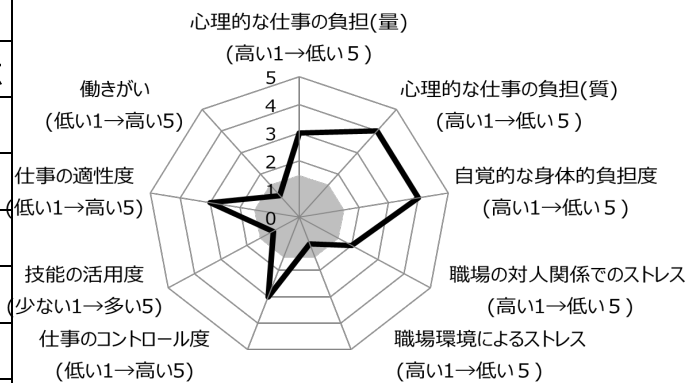 心理的な仕事の負担(量)
(高い1→低い５)
心理的な仕事の負担(質)
(高い1→低い５)
自覚的な身体的負担度
(高い1→低い５)
職場の対人関係でのストレス
(高い1→低い５)
職場環境によるストレス
(高い1→低い５)
仕事のコントロール度
(低い1→高い5)
技能の活用度
(少ない1→多い5)
仕事の適性度
(低い1→高い5)
働きがい
(低い1→高い5)
5
4
3
2
1
0